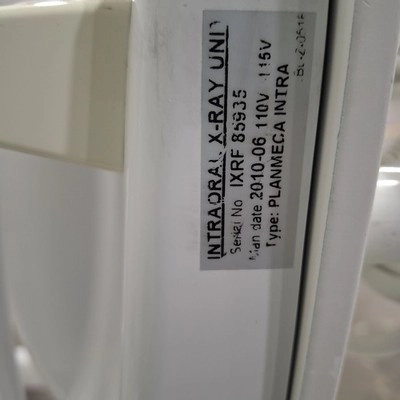 INTRAORAL X-RAY UNIT
Serial No IXRF 85935
Man date 2010-06 110V 115V
Type: PLANMECA INTRA